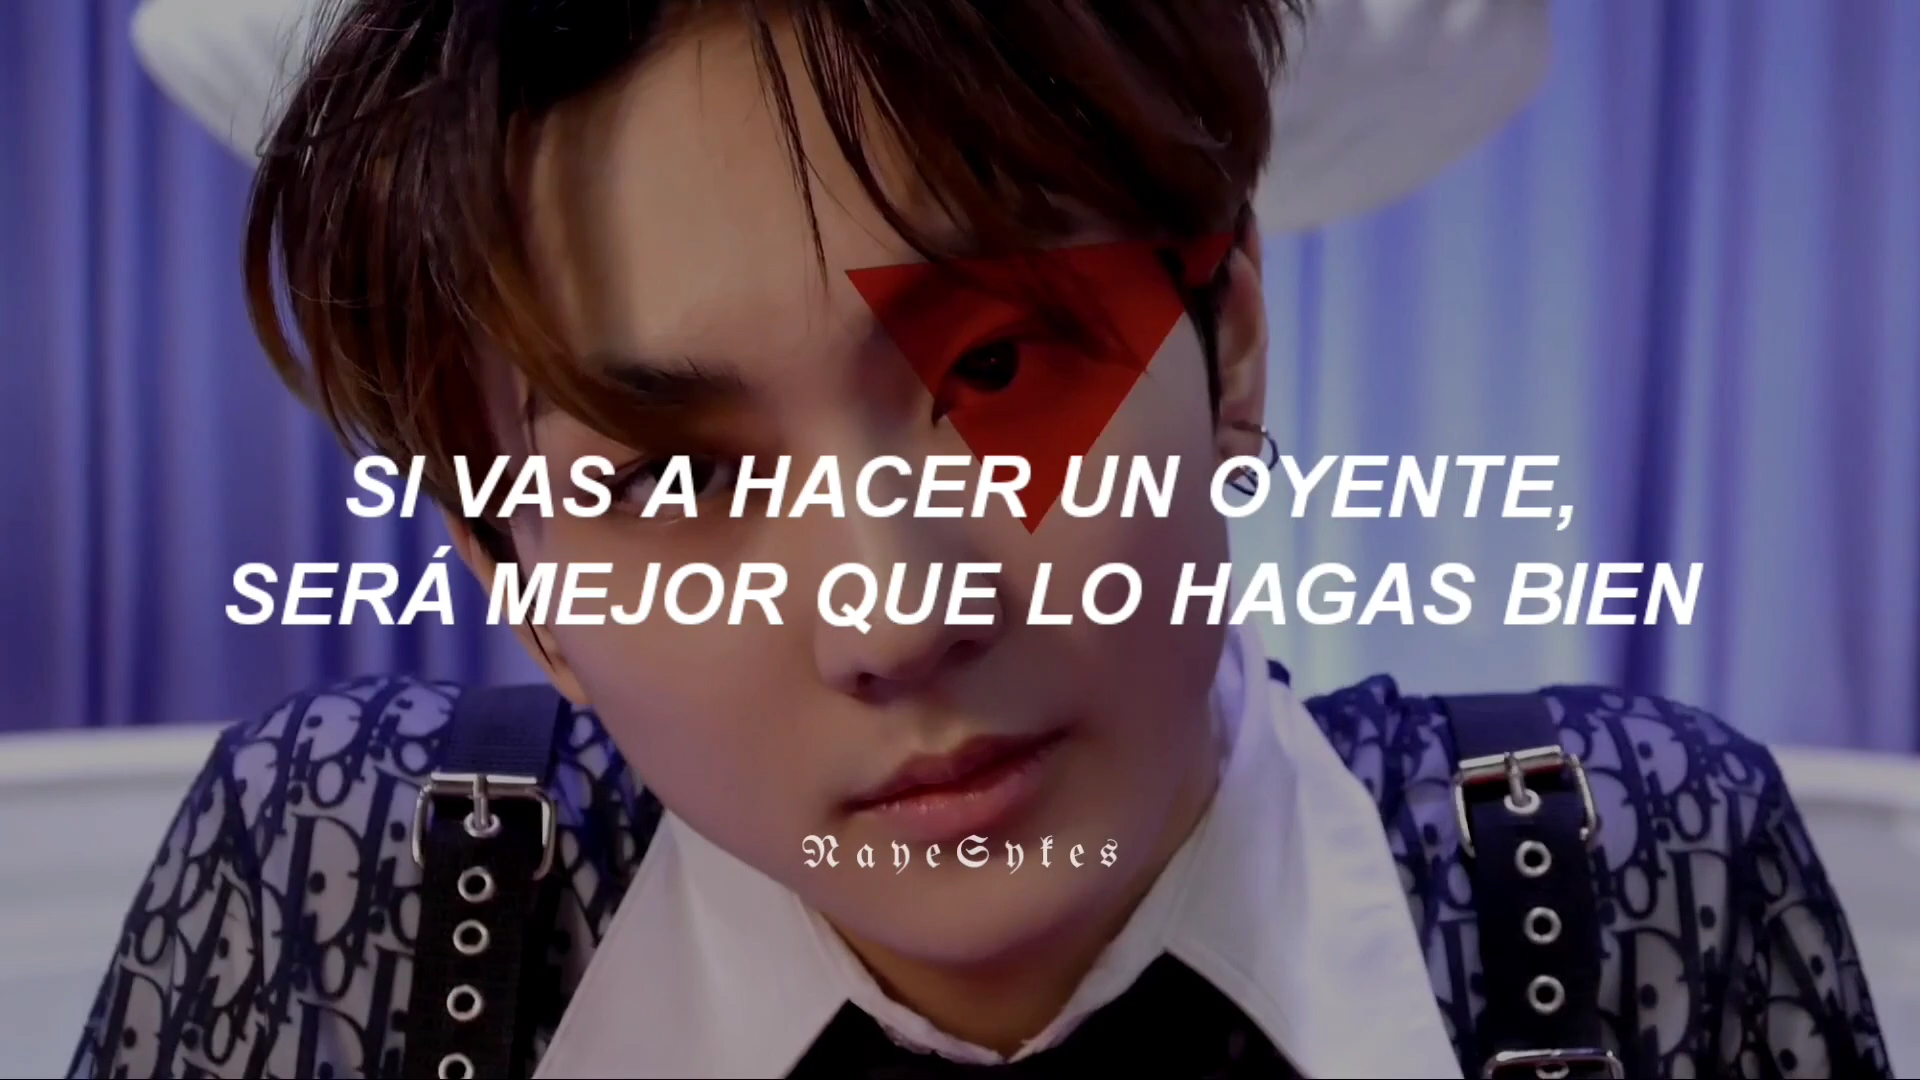 SI VAS A HACER UN OYENTE,
SERÁ MEJOR QUE LO HAGAS BIEN
NayeSykes